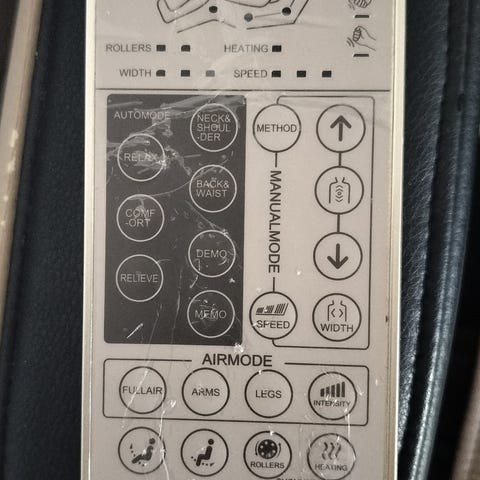 ROLLERS
HEATING
WIDTH
SPEED
AUTOMODE
NECK&
SHOUL
-DER
METHOD
RELAX
BACK&
WAIST
COMF
-ORT
MANUALMODE
DEMO
RELIEVE
MEMO
SPEED
WIDTH
AIRMODE
FULLAIR
ARMS
LEGS
INTENSITY
ROLLERS
HEATING